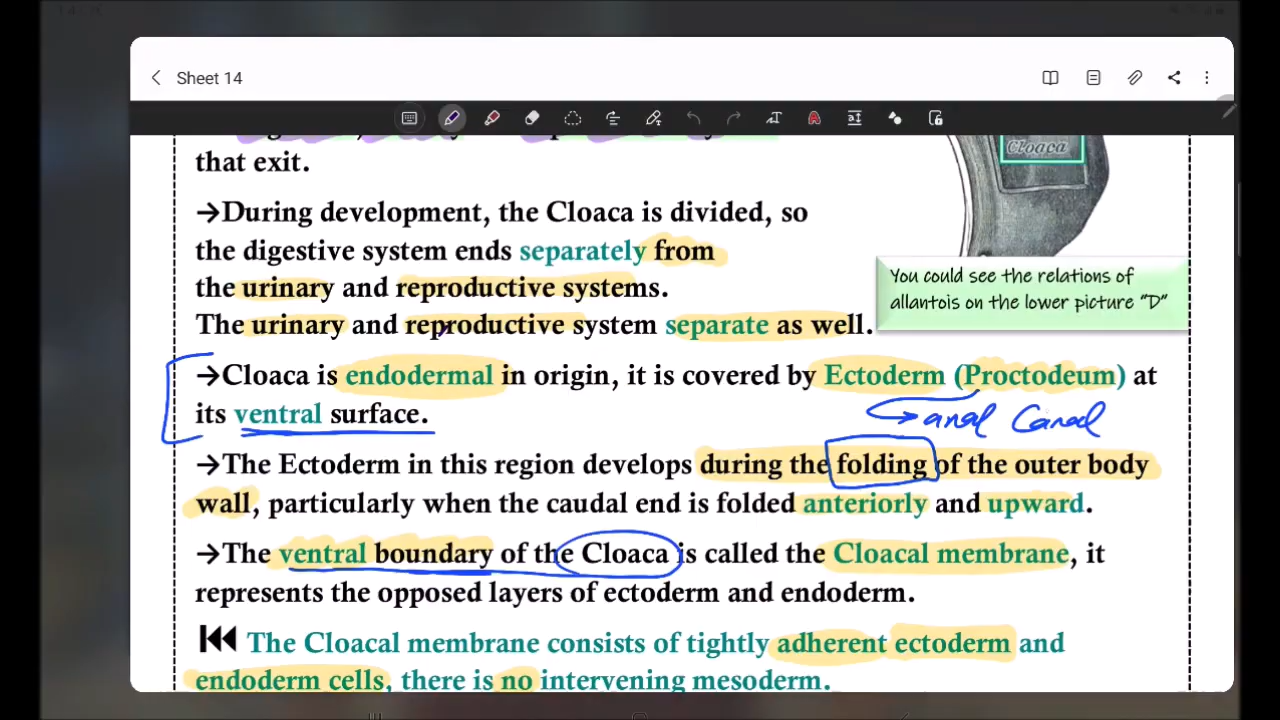 Sheet 14
Cloaca
that exit.
→During development, the Cloaca is divided, so
the digestive system ends separately from
the urinary and reproductive systems.
The urinary and reproductive system separate as well.
You could see the relations of
allantois on the lower picture "D"
→Cloaca is endodermal in origin, it is covered by Ectoderm (Proctodeum) at
its ventral surface.
→ anal Canal
→The Ectoderm in this region develops during the folding of the outer body
wall, particularly when the caudal end is folded anteriorly and upward.
→The ventral boundary of the Cloaca is called the Cloacal membrane, it
represents the opposed layers of ectoderm and endoderm.
The Cloacal membrane consists of tightly adherent ectoderm and
endoderm cells, there is no intervening mesoderm.